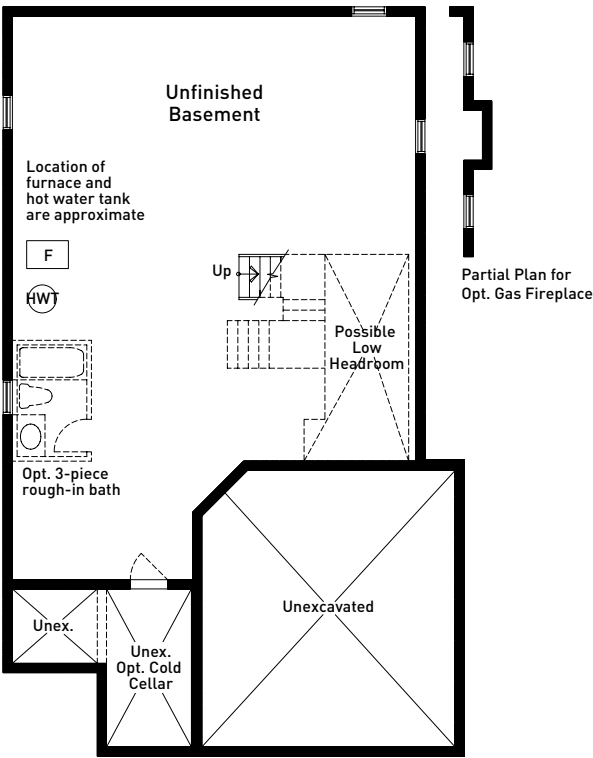 Unfinished
Basement
Location of
furnace and
hot water tank
are approximate
F
HWT
Up
Possible
Low
Headroom
Partial Plan for
Opt. Gas Fireplace
Opt. 3-piece
rough-in bath
Unexcavated
Unex.
Unex.
Opt. Cold
Cellar